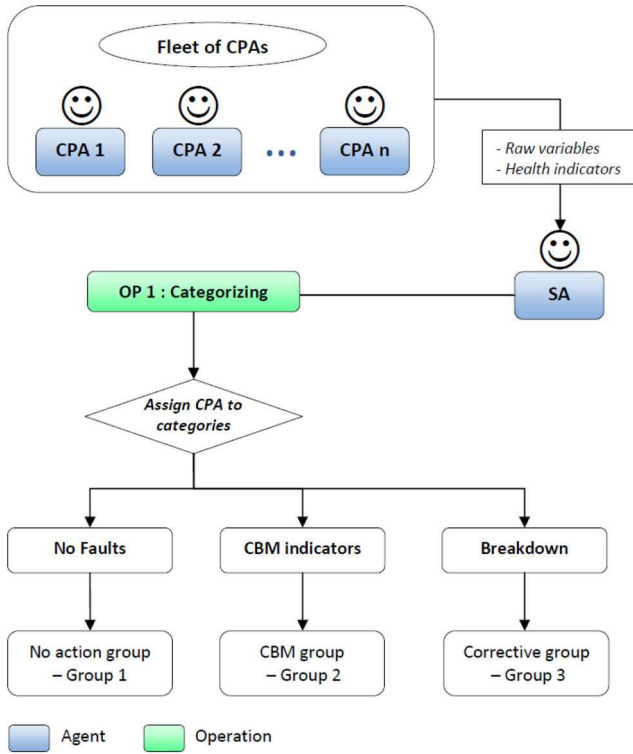 Fleet of CPAs
CPA 1
CPA 2
...
CPA n
- Raw variables
- Health indicators
SA
OP 1 : Categorizing
Assign CPA to
categories
No Faults
CBM indicators
Breakdown
No action group
– Group 1
CBM group
– Group 2
Corrective group
– Group 3
Agent
Operation